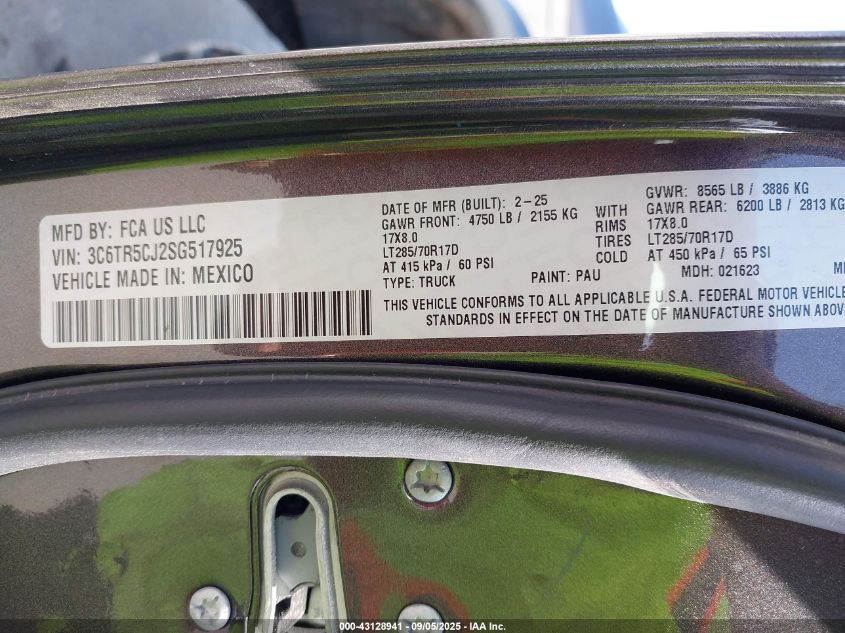 MFD BY: FCA US LLC
VIN: 3C6TR5CJ2SG517925
VEHICLE MADE IN: MEXICO
DATE OF MFR (BUILT): 2-25
GAWR FRONT: 4750 LB / 2155 KG
17X8.0
LT285/70R17D
AT 415 kPa / 60 PSI
TYPE: TRUCK
PAINT: PAU
WITH
RIMS
TIRES
COLD
GVWR: 8565 LB / 3886 KG
GAWR REAR: 6200 LB / 2813 KG
17X8.0
LT285/70R17D
AT 450 kPa / 65 PSI
MDH: 021623
THIS VEHICLE CONFORMS TO ALL APPLICABLE U.S.A. FEDERAL MOTOR VEHICLE
STANDARDS IN EFFECT ON THE DATE OF MANUFACTURE SHOWN ABOV
000-43128941 - 09/05/2025 - IAA Inc.